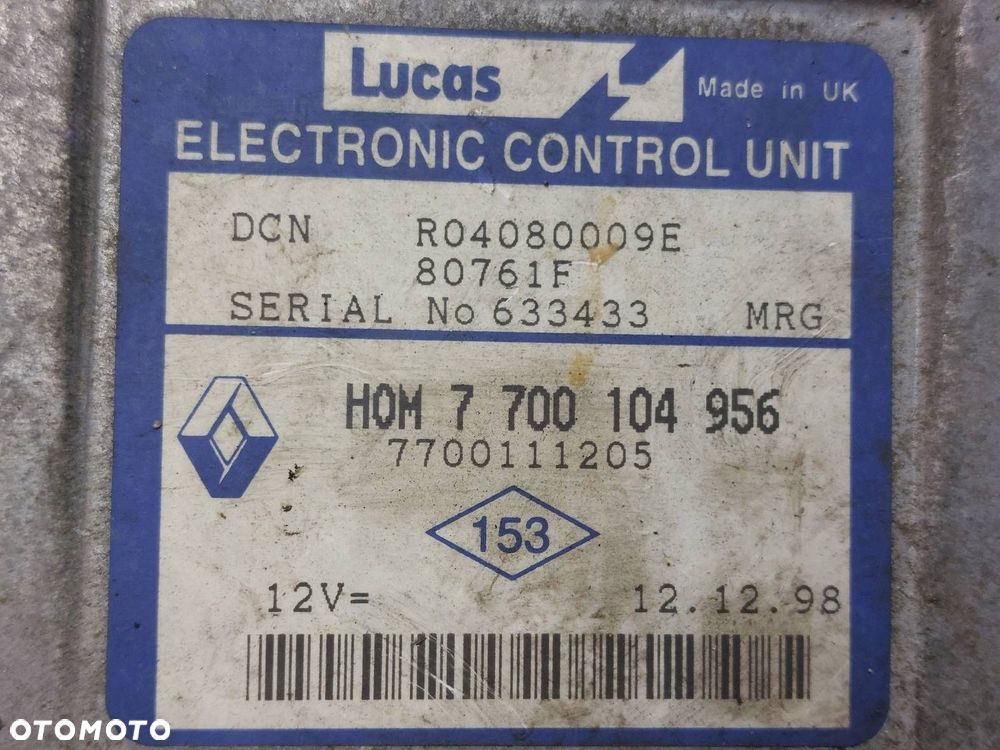 Lucas
Made in UK
ELECTRONIC CONTROL UNIT
DCN R04080009E
80761F
SERIAL No 633433 MRG
HOM 7 700 104 956
7700111205
153
12V= 12.12.98
OTOMOTO